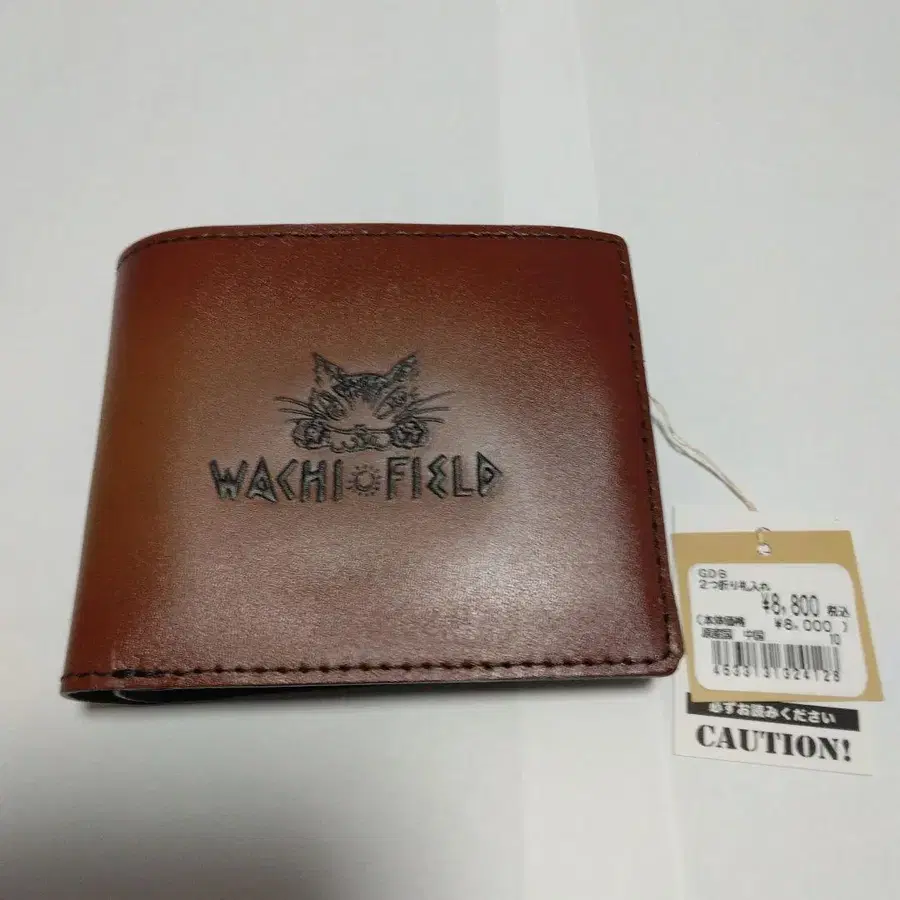 WACHI FIELD
GDS
2つ折り札入れ
¥8,800 税込
(本体価格 ¥8,000)
原産国 中国 10
4533131324128
必ずお読みください
CAUTION!